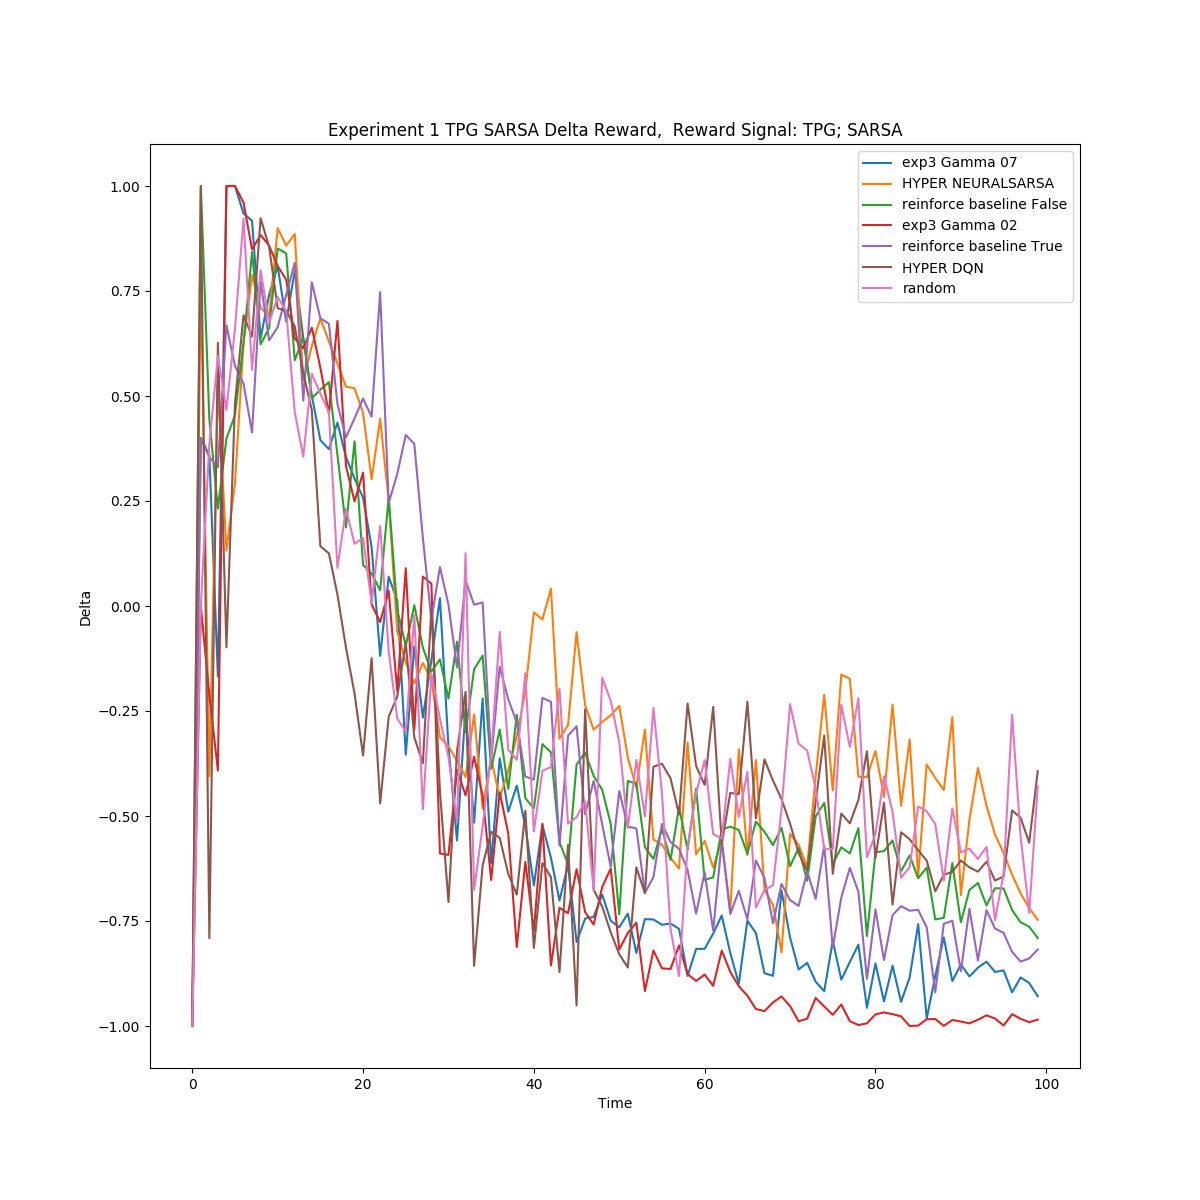 Experiment 1 TPG SARSA Delta Reward,  Reward Signal: TPG; SARSA
exp3 Gamma 07
HYPER NEURALSARSA
reinforce baseline False
exp3 Gamma 02
reinforce baseline True
HYPER DQN
random
1.00
0.75
0.50
0.25
0.00
−0.25
−0.50
−0.75
−1.00
Delta
0 20 40 60 80 100
Time